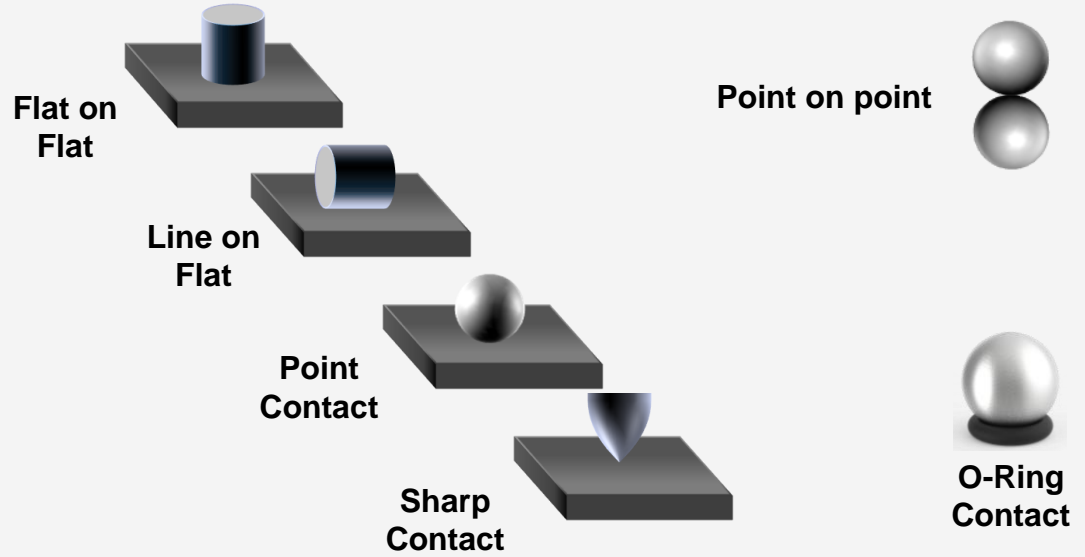 Flat on
Flat
Line on
Flat
Point
Contact
Sharp
Contact
Point on point
O-Ring
Contact